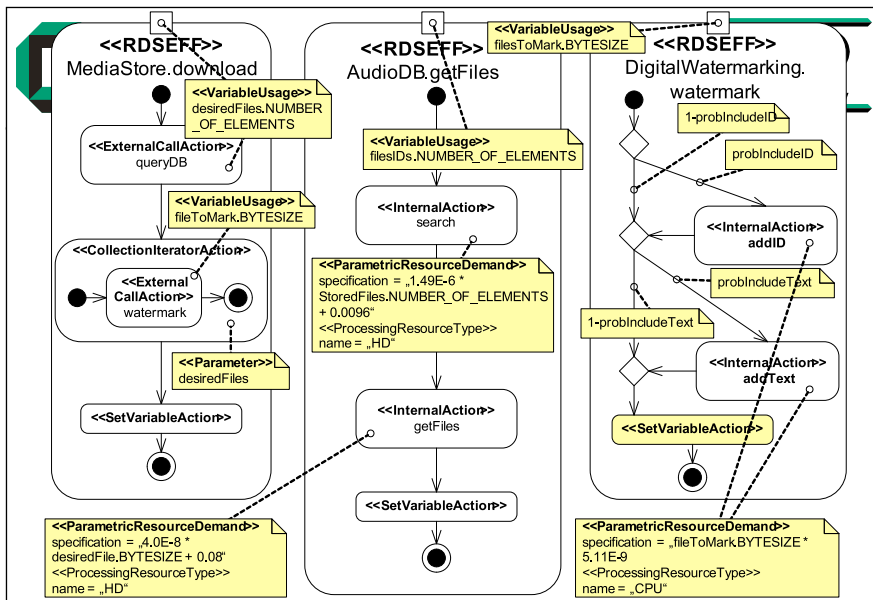 <<RDSEFF>>
MediaStore.download
<<VariableUsage>>
desiredFiles.NUMBER
_OF_ELEMENTS
<<ExternalCallAction>>
queryDB
<<VariableUsage>>
fileToMark.BYTESIZE
<<CollectionIteratorAction>>
<<External
CallAction>>
watermark
<<Parameter>>
desiredFiles
<<SetVariableAction>>
<<ParametricResourceDemand>>
specification = „4.0E-8 *
desiredFile.BYTESIZE + 0.08“
<<ProcessingResourceType>>
name = „HD“
<<RDSEFF>>
AudioDB.getFiles
<<VariableUsage>>
filesIDs.NUMBER_OF_ELEMENTS
<<InternalAction>>
search
<<ParametricResourceDemand>>
specification = „1.49E-6 *
StoredFiles.NUMBER_OF_ELEMENTS
+ 0.0096“
<<ProcessingResourceType>>
name = „HD“
<<InternalAction>>
getFiles
<<SetVariableAction>>
<<VariableUsage>>
filesToMark.BYTESIZE
<<RDSEFF>>
DigitalWatermarking.
watermark
1-probIncludeID
probIncludeID
<<InternalAction>>
addID
probIncludeText
1-probIncludeText
<<InternalAction>>
addText
<<SetVariableAction>>
<<ParametricResourceDemand>>
specification = „fileToMark.BYTESIZE *
5.11E-9
<<ProcessingResourceType>>
name = „CPU“